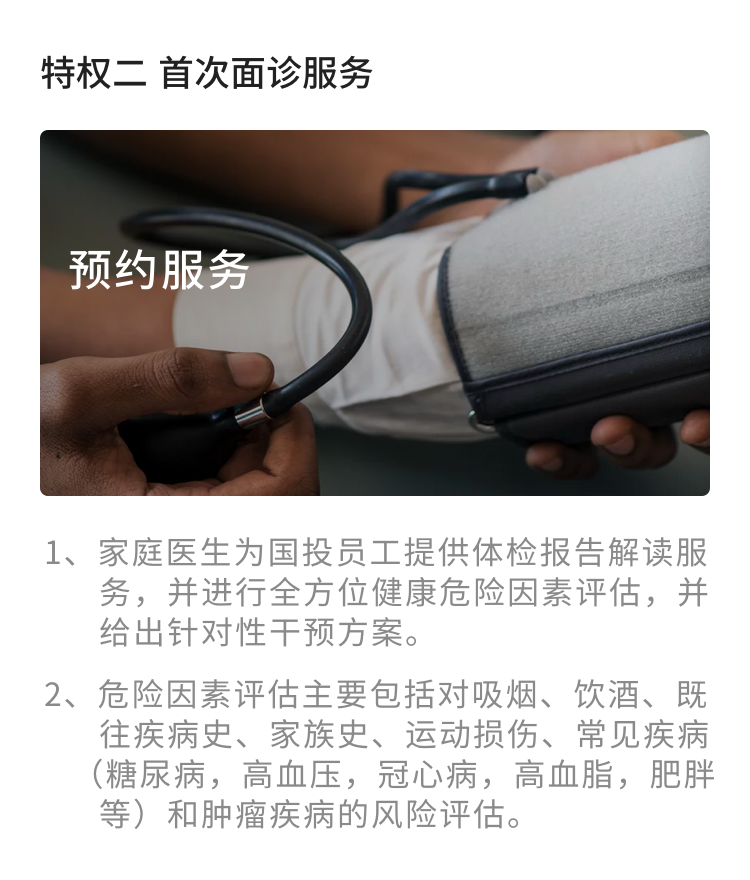 特权二 首次面诊服务
预约服务
1、家庭医生为国投员工提供体检报告解读服
务，并进行全方位健康危险因素评估，并
给出针对性干预方案。
2、危险因素评估主要包括对吸烟、饮酒、既
往疾病史、家族史、运动损伤、常见疾病
（糖尿病，高血压，冠心病，高血脂，肥胖
等）和肿瘤疾病的风险评估。